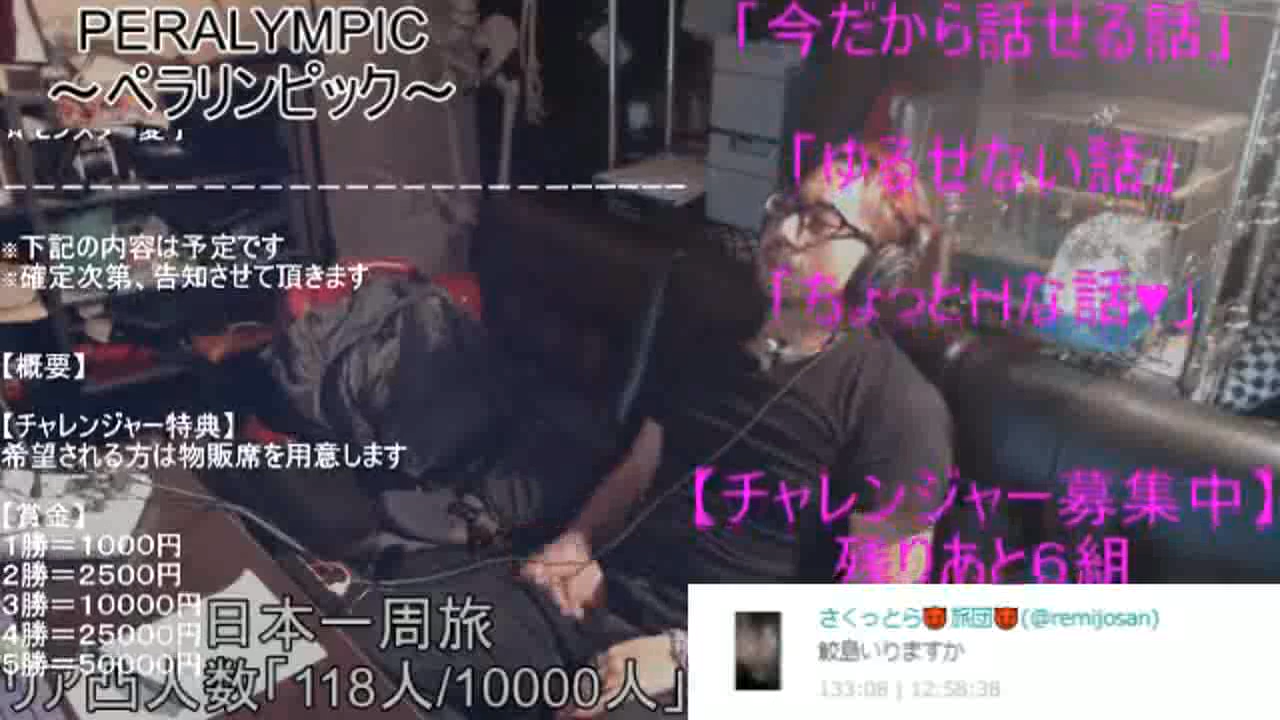 PERALYMPIC
～ペラリンピック～
「今だから話せる話」
「ゆるせない話」
「ちょっとHな話♥」
※下記の内容は予定です
※確定次第、告知させて頂きます
【概要】
【チャレンジャー特典】
希望される方は物販席を用意します
【賞金】
1勝＝1000円
2勝＝2500円
3勝＝10000円
4勝＝25000円
5勝＝50000円
【チャレンジャー募集中】
残りあと6組
日本一周旅
リア凸人数「118人/10000人」
さくっとら😈旅団😈(@remijosan)
鮫島いりますか
133:08 | 12:58:38